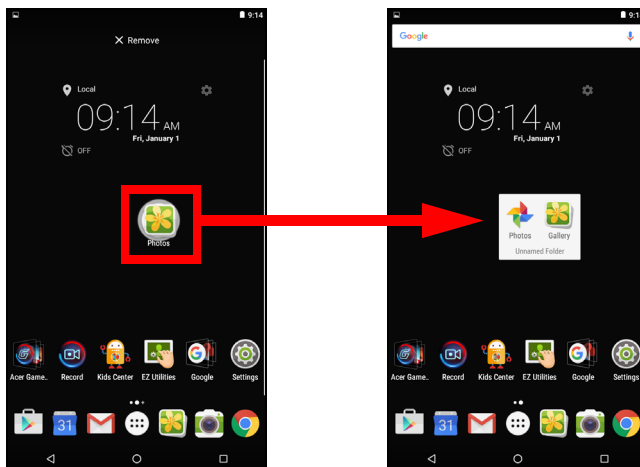 9:14
Remove
Local
09:14 AM
Fri, January 1
OFF
Photos
Acer Game.. Record Kids Center EZ Utilities Google Settings
31
Google
Local
09:14 AM
Fri, January 1
OFF
Photos Gallery
Unnamed Folder
Acer Game.. Record Kids Center EZ Utilities Google Settings
31